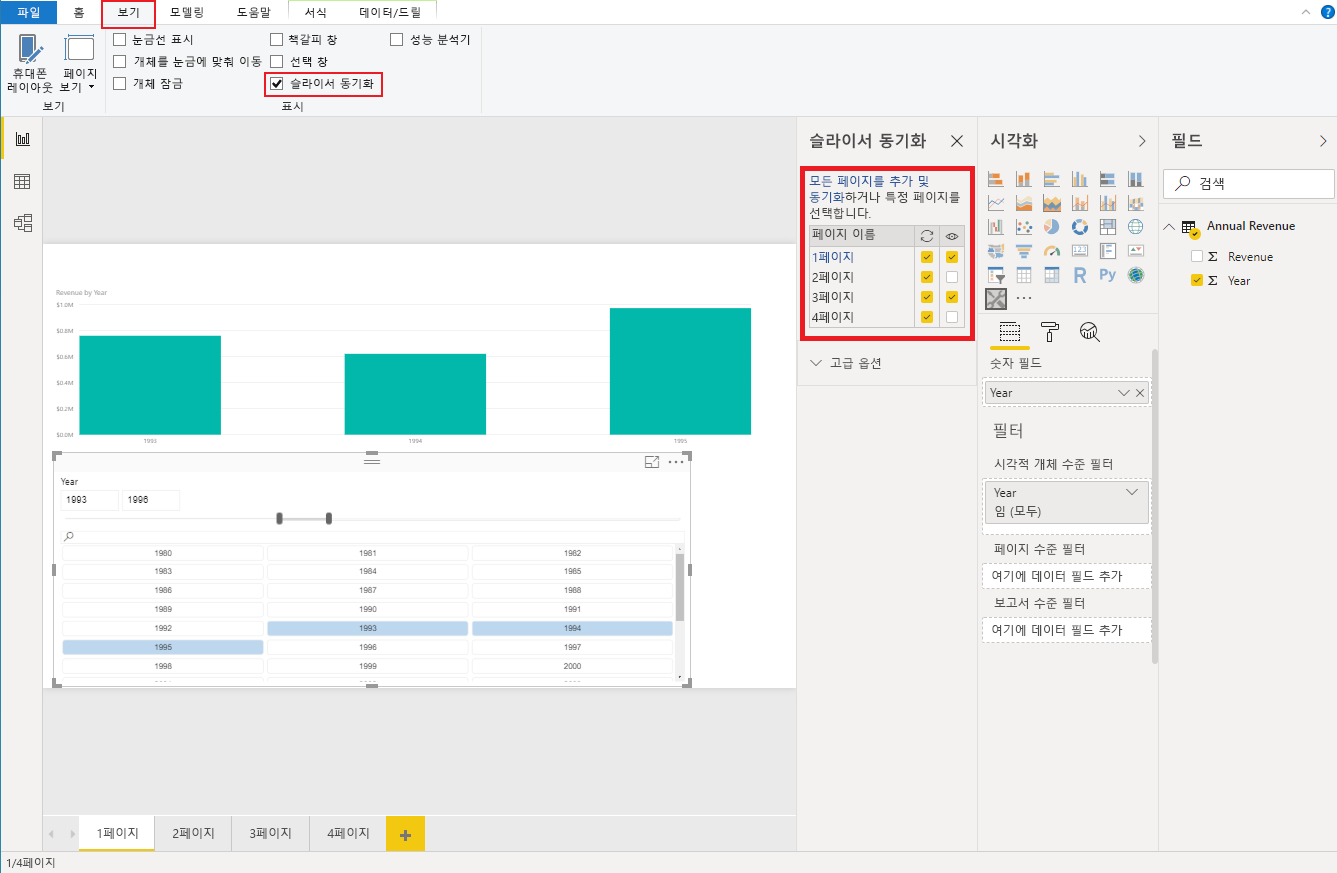 파일 홈 보기 모델링 도움말 서식 데이터/드릴
?
휴대폰
레이아웃
페이지
보기
눈금선 표시
개체를 눈금에 맞춰 이동
개체 잠금
책갈피 창
선택 창
슬라이서 동기화
성능 분석기
보기
표시
Revenue by Year
$1.0M
$0.8M
$0.6M
$0.4M
$0.2M
$0.0M
1993 1994 1995
Year
1993 1996
1980 1981 1982
1983 1984 1985
1986 1987 1988
1989 1990 1991
1992 1993 1994
1995 1996 1997
1998 1999 2000
슬라이서 동기화
모든 페이지를 추가 및
동기화하거나 특정 페이지를
선택합니다.
페이지 이름
1페이지
2페이지
3페이지
4페이지
고급 옵션
시각화
123
R Py
숫자 필드
Year
필터
시각적 개체 수준 필터
Year
임 (모두)
페이지 수준 필터
여기에 데이터 필드 추가
보고서 수준 필터
여기에 데이터 필드 추가
필드
검색
Annual Revenue
Σ Revenue
Σ Year
1페이지 2페이지 3페이지 4페이지 +
1/4페이지